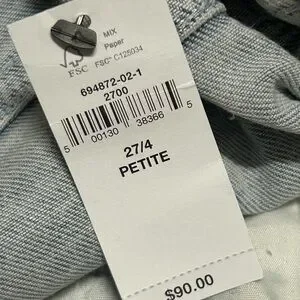 MIX
Paper
FSC FSC® C125034
694872-02-1
2700
5 00130 38366 5
27/4
PETITE
$90.00